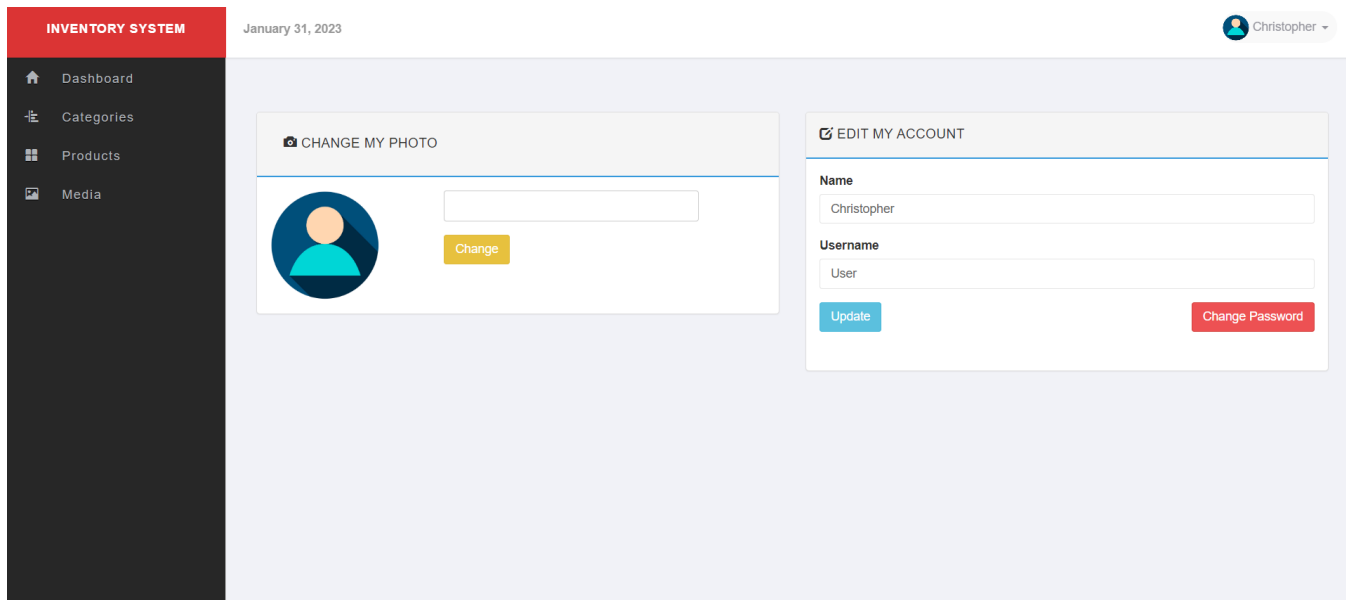 INVENTORY SYSTEM
January 31, 2023
Christopher
Dashboard
Categories
Products
Media
CHANGE MY PHOTO
Change
EDIT MY ACCOUNT
Name
Christopher
Username
User
Update
Change Password